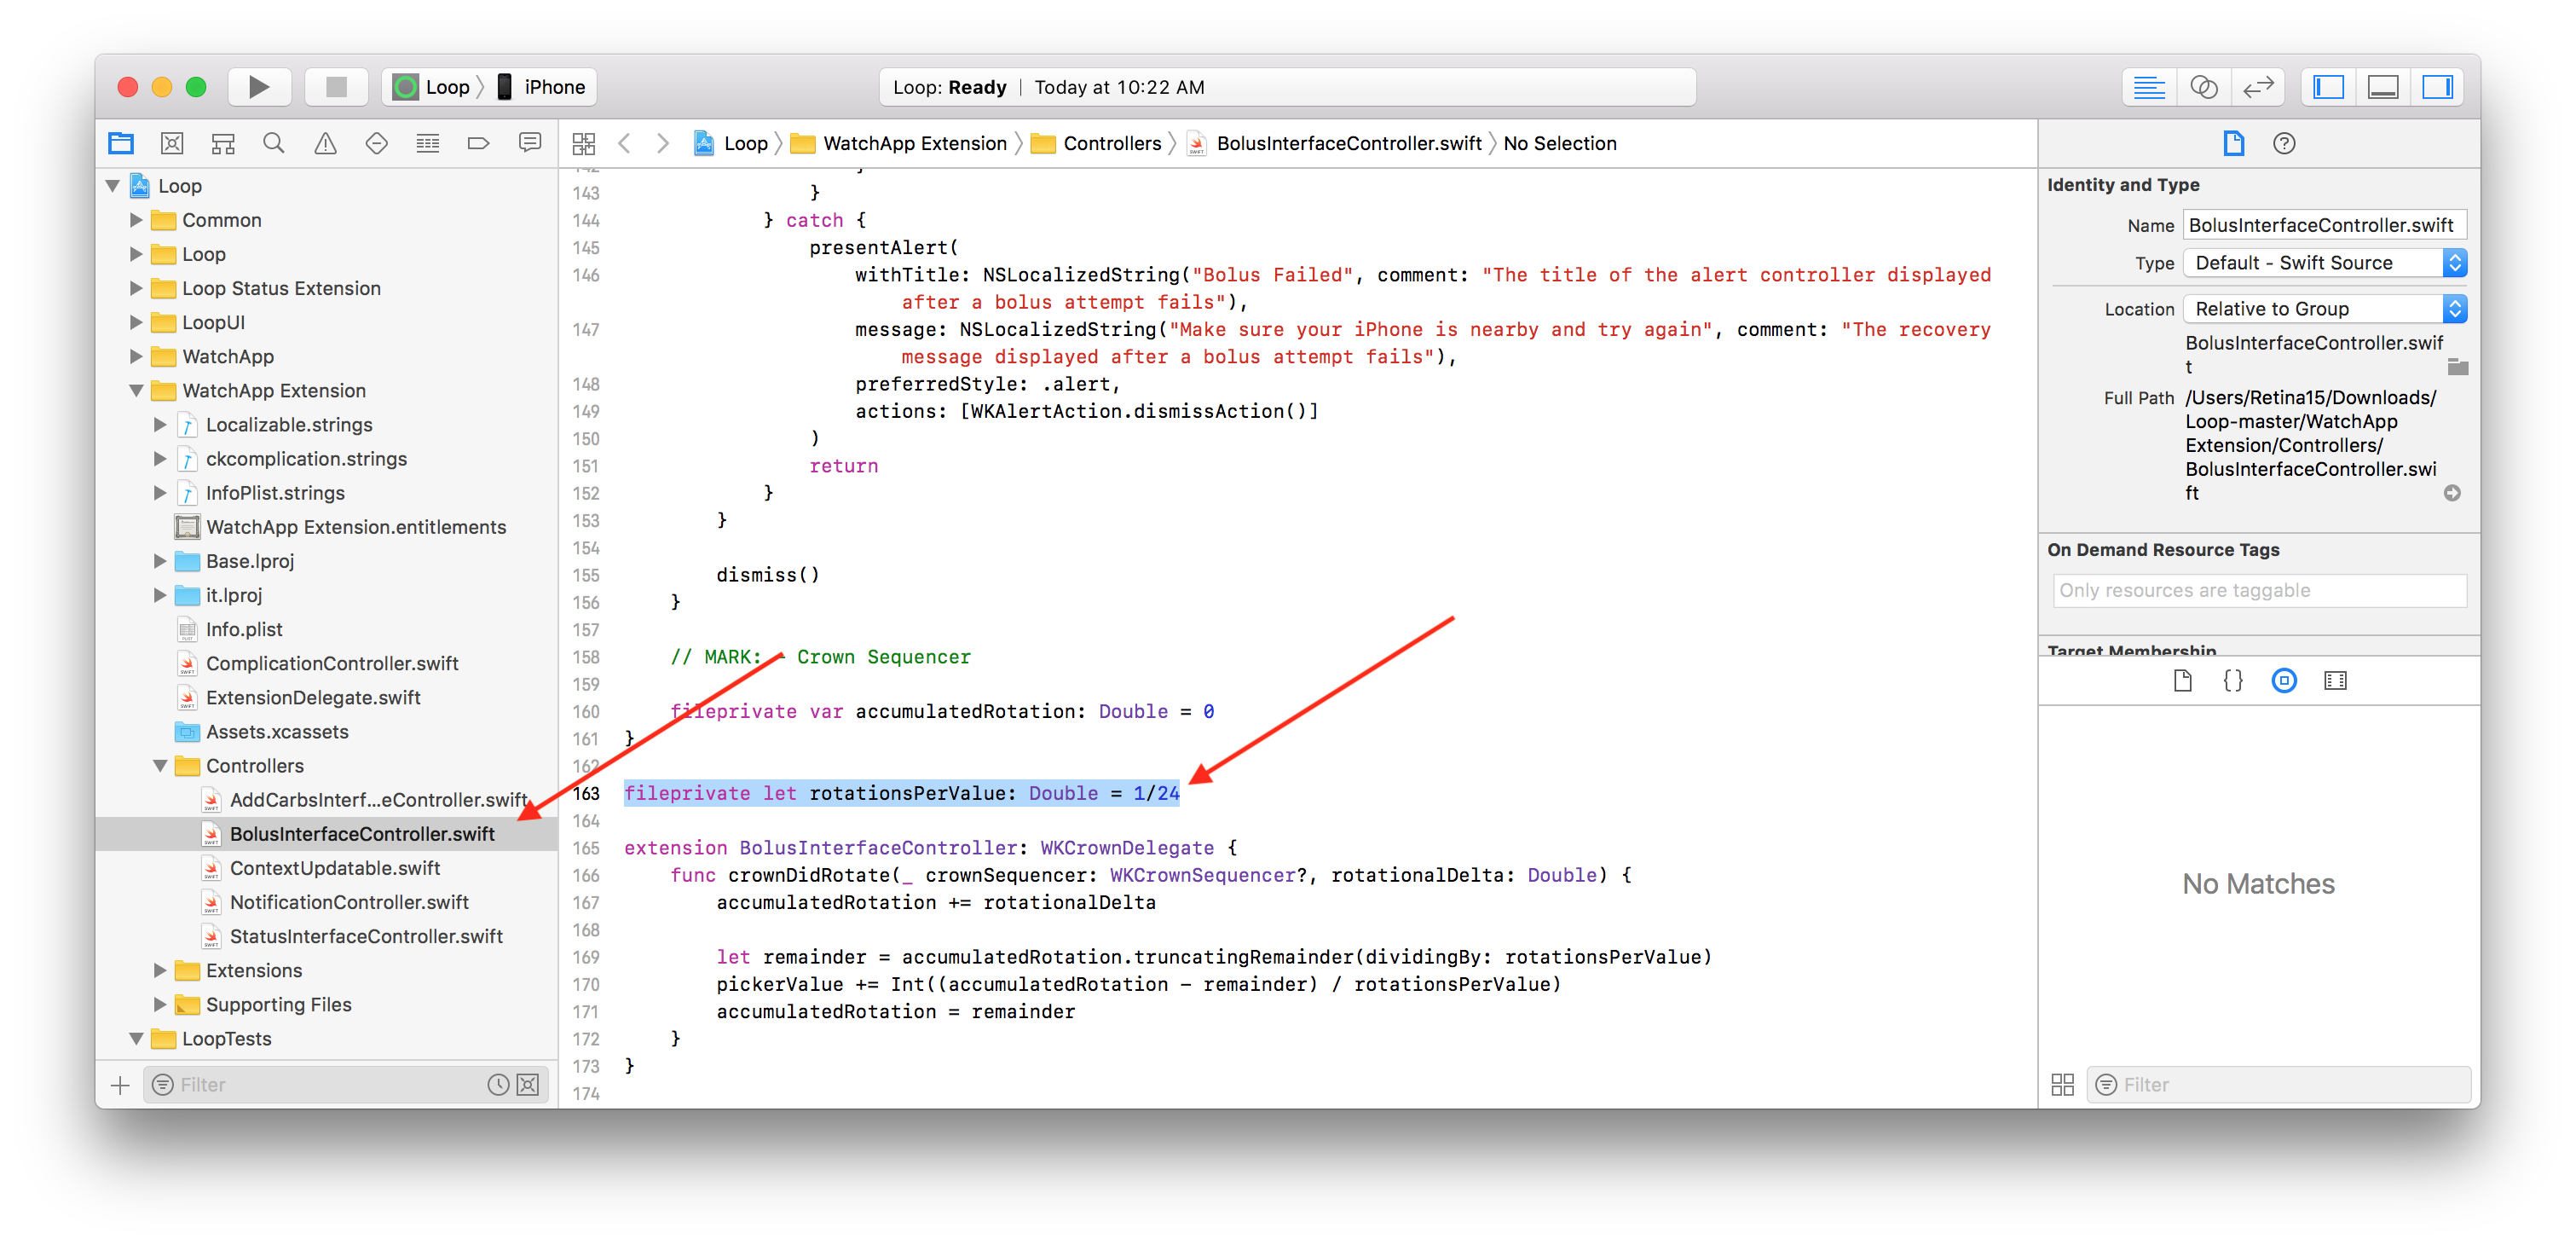 Loop 〉 iPhone
Loop: Ready | Today at 10:22 AM
Loop 〉 WatchApp Extension 〉 Controllers 〉 BolusInterfaceController.swift 〉 No Selection
Loop
Common
Loop
Loop Status Extension
LoopUI
WatchApp
WatchApp Extension
Localizable.strings
ckcomplication.strings
InfoPlist.strings
WatchApp Extension.entitlements
Base.lproj
it.lproj
Info.plist
ComplicationController.swift
ExtensionDelegate.swift
Assets.xcassets
Controllers
AddCarbsInterf...eController.swift
BolusInterfaceController.swift
ContextUpdatable.swift
NotificationController.swift
StatusInterfaceController.swift
Extensions
Supporting Files
LoopTests
Filter
143 }
144 } catch {
145 presentAlert(
146 withTitle: NSLocalizedString("Bolus Failed", comment: "The title of the alert controller displayed
after a bolus attempt fails"),
147 message: NSLocalizedString("Make sure your iPhone is nearby and try again", comment: "The recovery
message displayed after a bolus attempt fails"),
148 preferredStyle: .alert,
149 actions: [WKAlertAction.dismissAction()]
150 )
151 return
152 }
153 }
154
155 dismiss()
156 }
157
158 // MARK: - Crown Sequencer
159
160 fileprivate var accumulatedRotation: Double = 0
161 }
162
163 fileprivate let rotationsPerValue: Double = 1/24
164
165 extension BolusInterfaceController: WKCrownDelegate {
166 func crownDidRotate(_ crownSequencer: WKCrownSequencer?, rotationalDelta: Double) {
167 accumulatedRotation += rotationalDelta
168
169 let remainder = accumulatedRotation.truncatingRemainder(dividingBy: rotationsPerValue)
170 pickerValue += Int((accumulatedRotation - remainder) / rotationsPerValue)
171 accumulatedRotation = remainder
172 }
173 }
174
Identity and Type
Name BolusInterfaceController.swift
Type Default - Swift Source
Location Relative to Group
BolusInterfaceController.swif
t
Full Path /Users/Retina15/Downloads/
Loop-master/WatchApp
Extension/Controllers/
BolusInterfaceController.swi
ft
On Demand Resource Tags
Only resources are taggable
Target Membership
No Matches
Filter